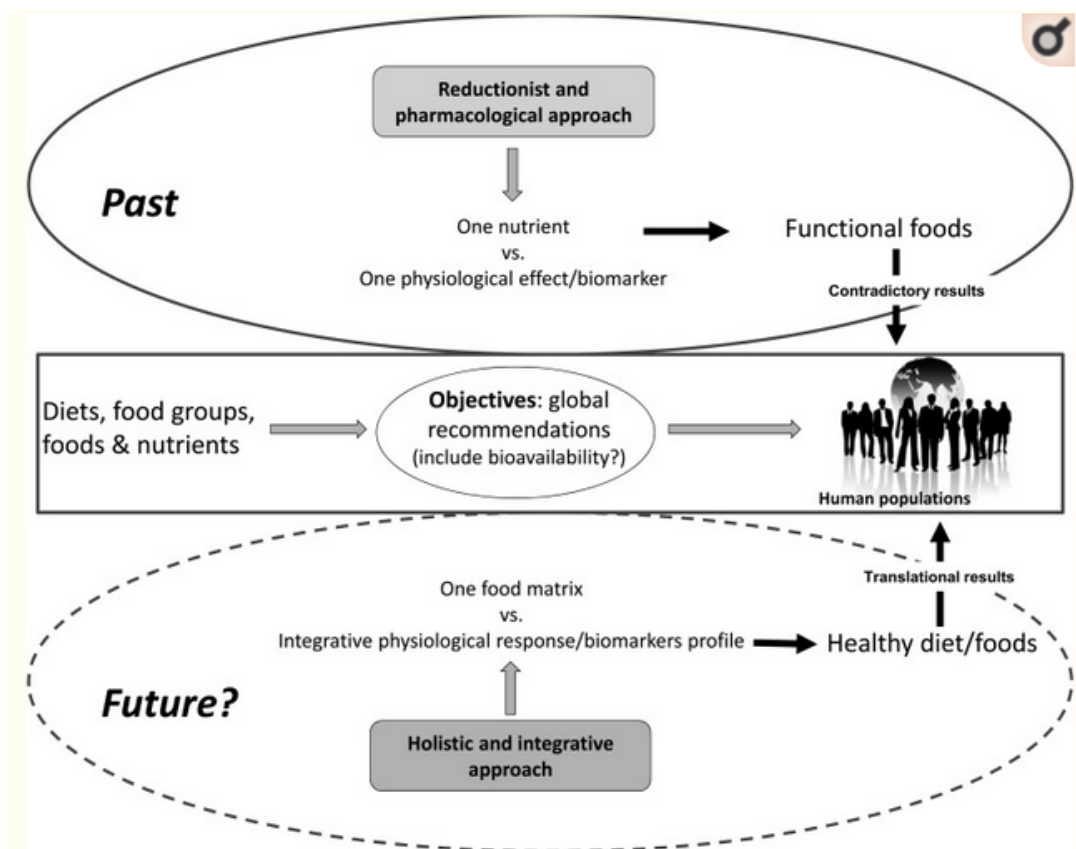 Reductionist and
pharmacological approach
Past
One nutrient
vs.
One physiological effect/biomarker
Functional foods
Contradictory results
Diets, food groups,
foods & nutrients
Objectives: global
recommendations
(include bioavailability?)
Human populations
One food matrix
vs.
Integrative physiological response/biomarkers profile
Translational results
Healthy diet/foods
Future?
Holistic and integrative
approach